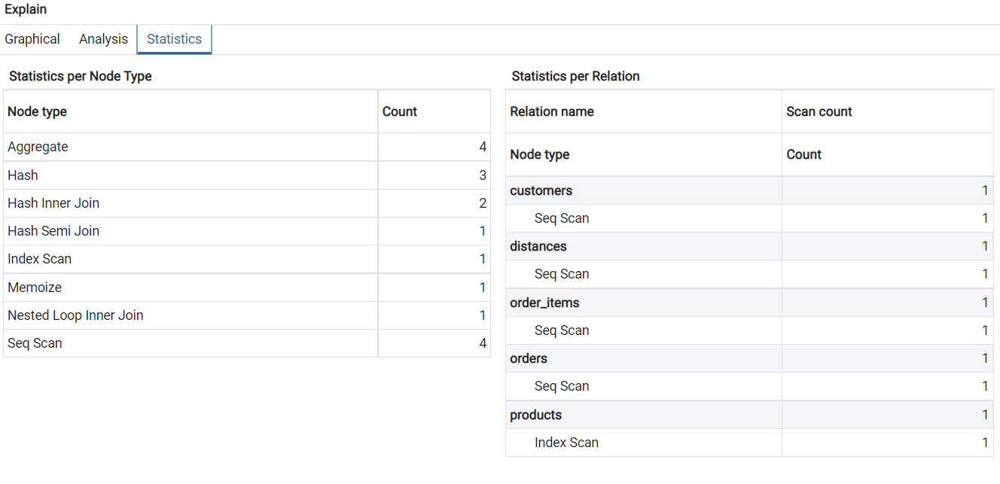 Explain
Graphical Analysis Statistics
Statistics per Node Type
Node type Count
Aggregate 4
Hash 3
Hash Inner Join 2
Hash Semi Join 1
Index Scan 1
Memoize 1
Nested Loop Inner Join 1
Seq Scan 4
Statistics per Relation
Relation name Scan count
Node type Count
customers 1
Seq Scan 1
distances 1
Seq Scan 1
order_items 1
Seq Scan 1
orders 1
Seq Scan 1
products 1
Index Scan 1